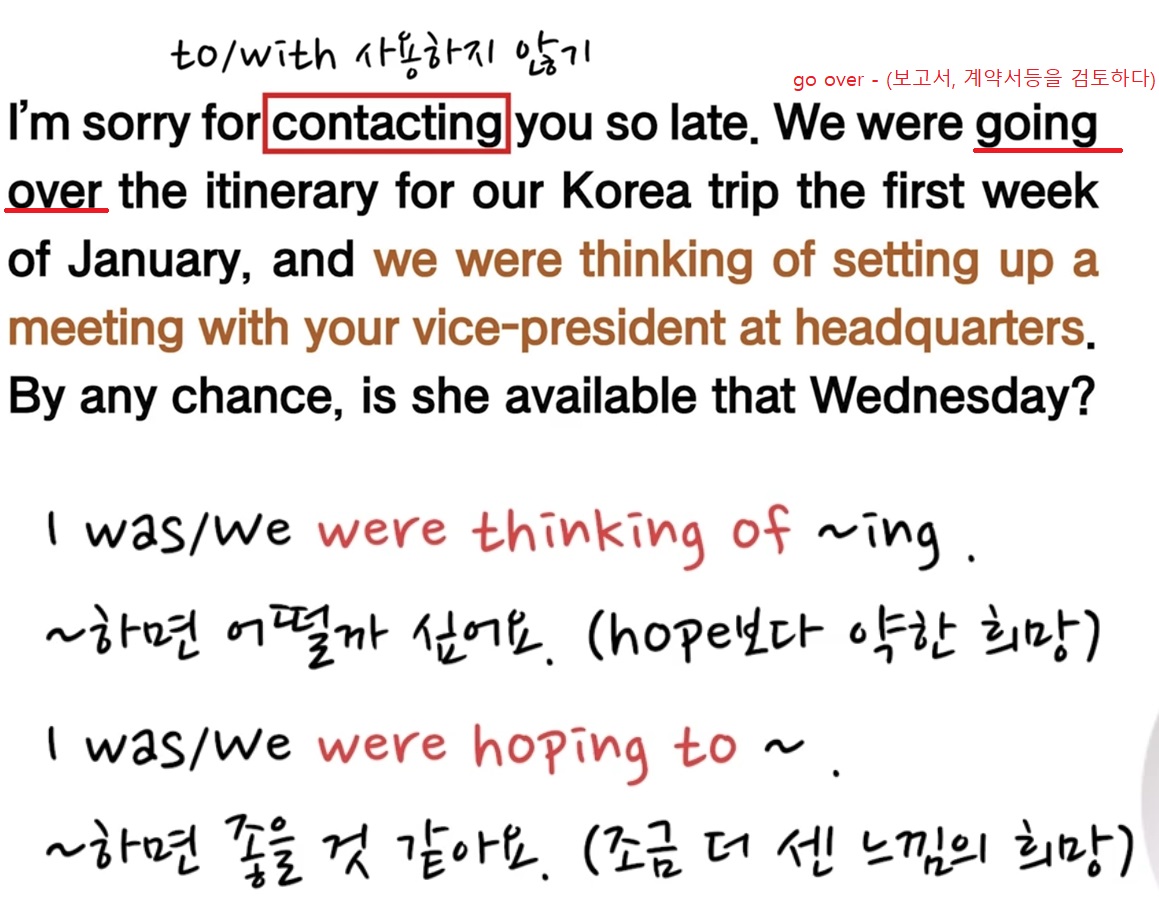 to/with 사용하지 않기
go over - (보고서, 계약서등을 검토하다)
I'm sorry for contacting you so late. We were going
over the itinerary for our Korea trip the first week
of January, and we were thinking of setting up a
meeting with your vice-president at headquarters.
By any chance, is she available that Wednesday?
I was/We were thinking of ~ing .
~하면 어떨까 싶어요. (hope보다 약한 희망)
I was/We were hoping to ~ .
~하면 좋을 것 같아요. (조금 더 센 느낌의 희망)